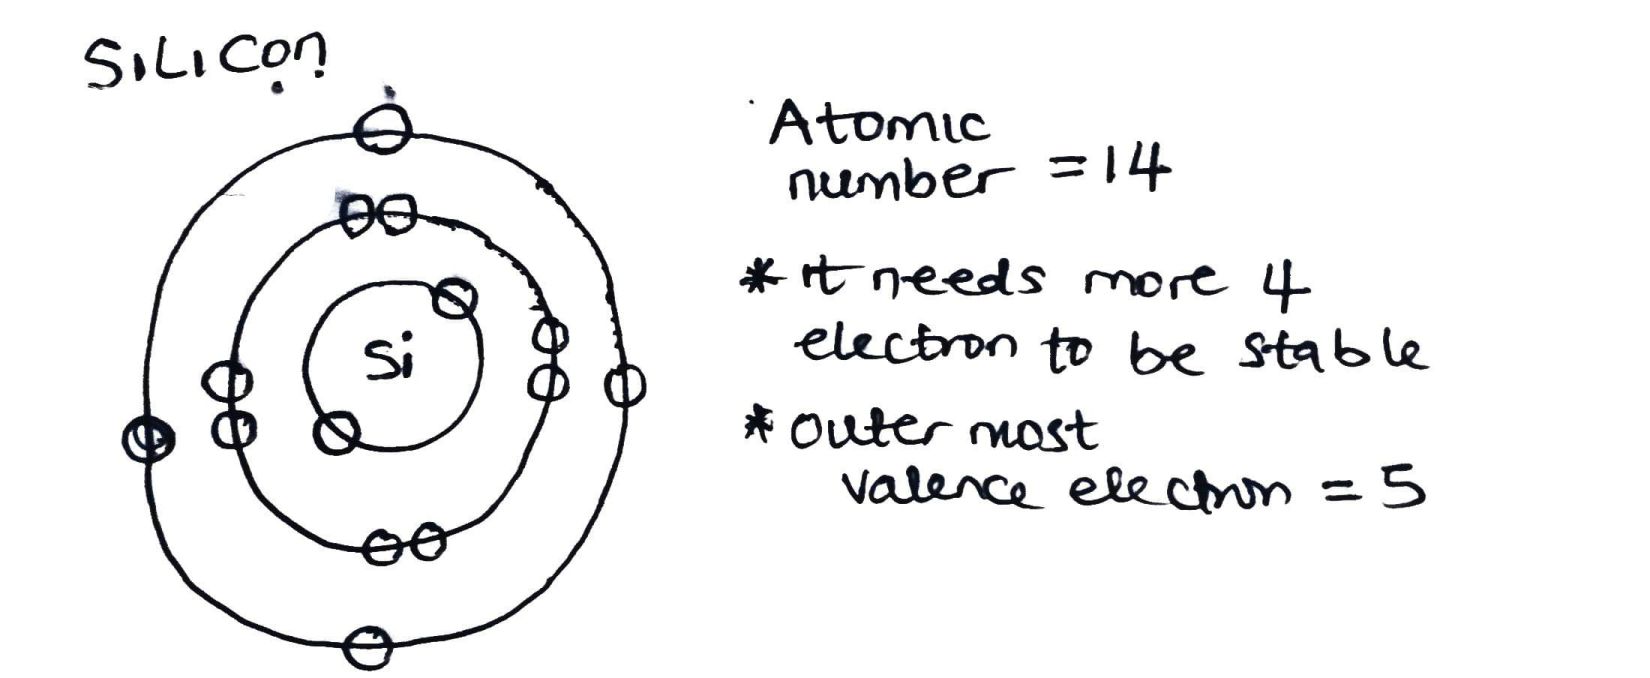 SiLiCon
Si
Atomic
number = 14
* it needs more 4
electron to be stable
* outer most
valence electron = 5